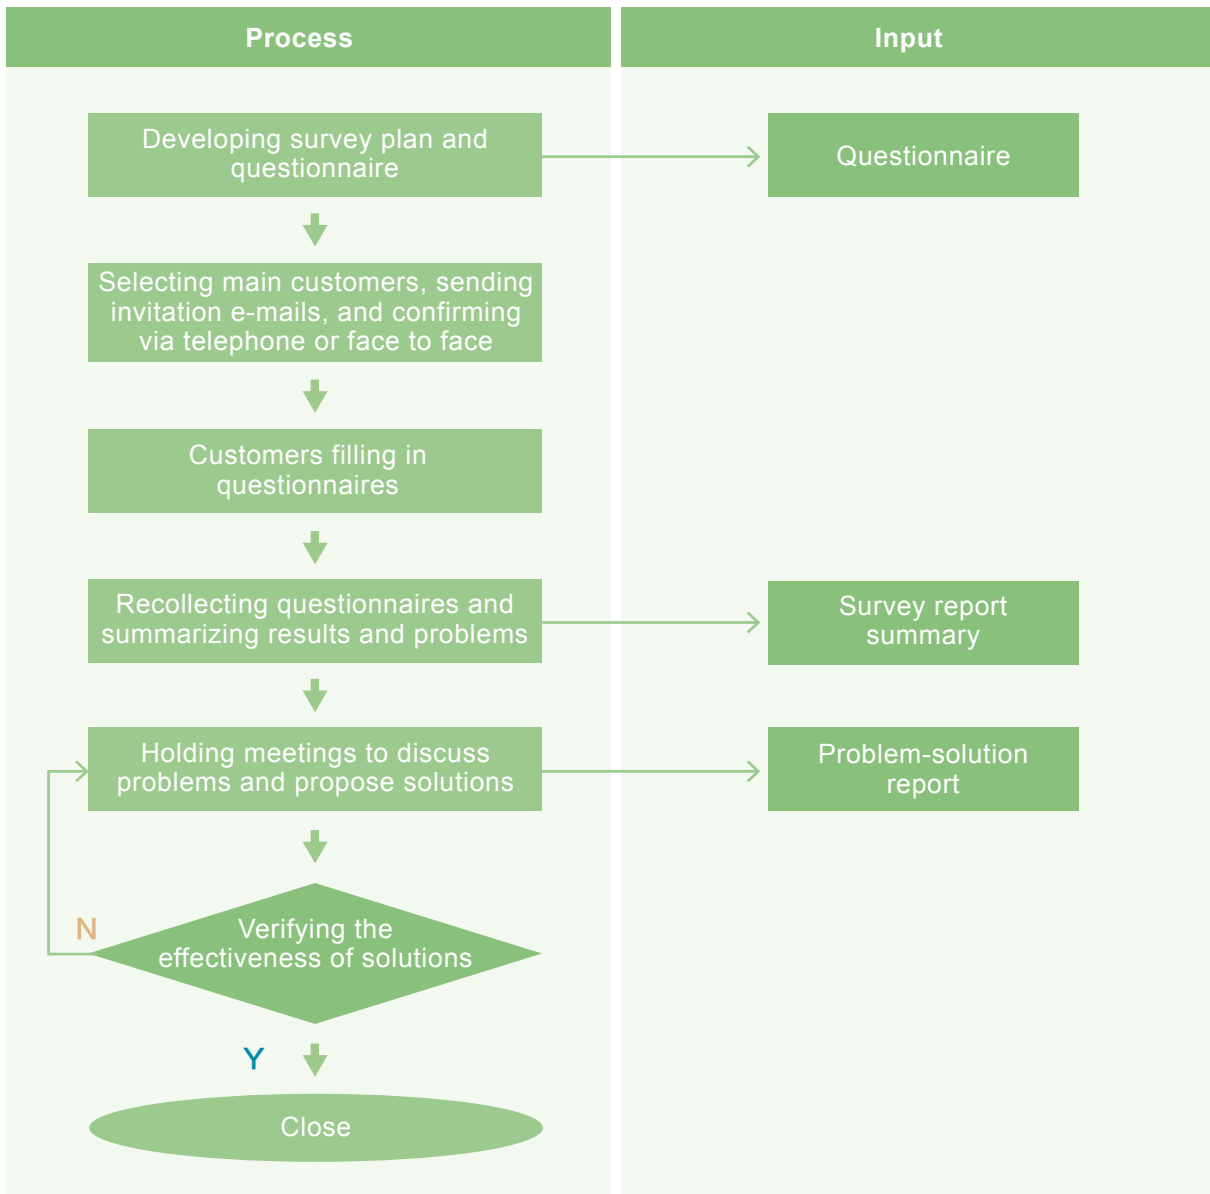 Process
Input
Developing survey plan and
questionnaire
Questionnaire
Selecting main customers, sending
invitation e-mails, and confirming
via telephone or face to face
Customers filling in
questionnaires
Recollecting questionnaires and
summarizing results and problems
Survey report
summary
Holding meetings to discuss
problems and propose solutions
Problem-solution
report
N
Verifying the
effectiveness of solutions
Y
Close